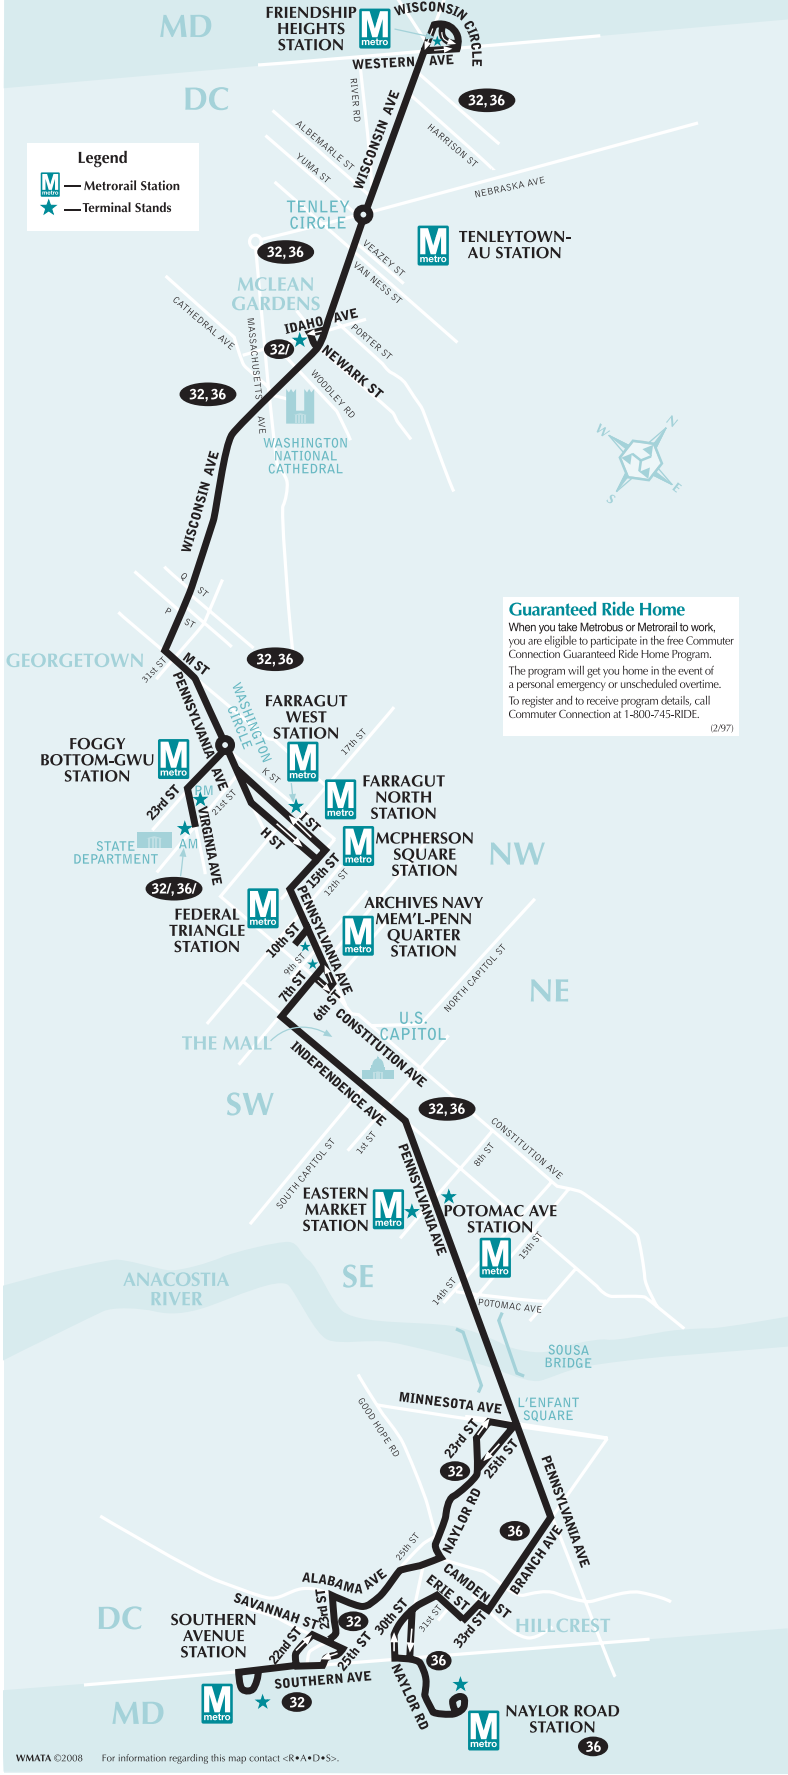 MD
FRIENDSHIP
HEIGHTS
STATION
M
metro
WISCONSIN CIRCLE
WESTERN AVE
DC
RIVER RD
WISCONSIN AVE
32, 36
HARRISON ST
ALBEMARLE ST
YUMA ST
NEBRASKA AVE
Legend
M
metro
Metrorail Station
Terminal Stands
TENLEY
CIRCLE
M
metro
TENLEYTOWN-
AU STATION
32, 36
VEAZEY ST
VAN NESS ST
MCLEAN
GARDENS
CATHEDRAL AVE
MASSACHUSETTS AVE
IDAHO AVE
PORTER ST
32/
NEWARK ST
WOODLEY RD
32, 36
WASHINGTON
NATIONAL
CATHEDRAL
N
W
E
S
WISCONSIN AVE
Q ST
P ST
Guaranteed Ride Home
When you take Metrobus or Metrorail to work,
you are eligible to participate in the free Commuter
Connection Guaranteed Ride Home Program.
The program will get you home in the event of
a personal emergency or unscheduled overtime.
To register and to receive program details, call
Commuter Connection at 1-800-745-RIDE.
(2/97)
GEORGETOWN
31st ST
M ST
32, 36
PENNSYLVANIA AVE
WASHINGTON
CIRCLE
FARRAGUT
WEST
STATION
M
metro
17th ST
FOGGY
BOTTOM-GWU
STATION
M
metro
K ST
FARRAGUT
NORTH
STATION
M
metro
23rd ST
PM
21st ST
VIRGINIA AVE
I ST
H ST
STATE
DEPARTMENT
AM
MCPHERSON
SQUARE
STATION
M
metro
NW
15th ST
12th ST
32/, 36/
FEDERAL
TRIANGLE
STATION
M
metro
PENNSYLVANIA AVE
ARCHIVES NAVY
MEM'L-PENN
QUARTER
STATION
M
metro
10th ST
9th ST
7th ST
6th ST
NORTH CAPITOL ST
NE
CONSTITUTION AVE
U.S.
CAPITOL
THE MALL
INDEPENDENCE AVE
SW
32, 36
1st ST
SOUTH CAPITOL ST
8th ST
CONSTITUTION AVE
PENNSYLVANIA AVE
EASTERN
MARKET
STATION
M
metro
POTOMAC AVE
STATION
M
metro
15th ST
14th ST
SE
ANACOSTIA
RIVER
POTOMAC AVE
SOUSA
BRIDGE
MINNESOTA AVE
L'ENFANT
SQUARE
GOOD HOPE RD
23rd ST
25th ST
32
PENNSYLVANIA AVE
NAYLOR RD
36
BRANCH AVE
25th ST
ALABAMA AVE
CAMDEN ST
ERIE ST
SAVANNAH ST
23rd ST
30th ST
31st ST
33rd ST
DC
32
HILLCREST
SOUTHERN
AVENUE
STATION
22nd ST
25th ST
36
SOUTHERN AVE
NAYLOR RD
M
metro
32
MD
M
metro
NAYLOR ROAD
STATION
36
WMATA ©2008 For information regarding this map contact <R•A•D•S>.